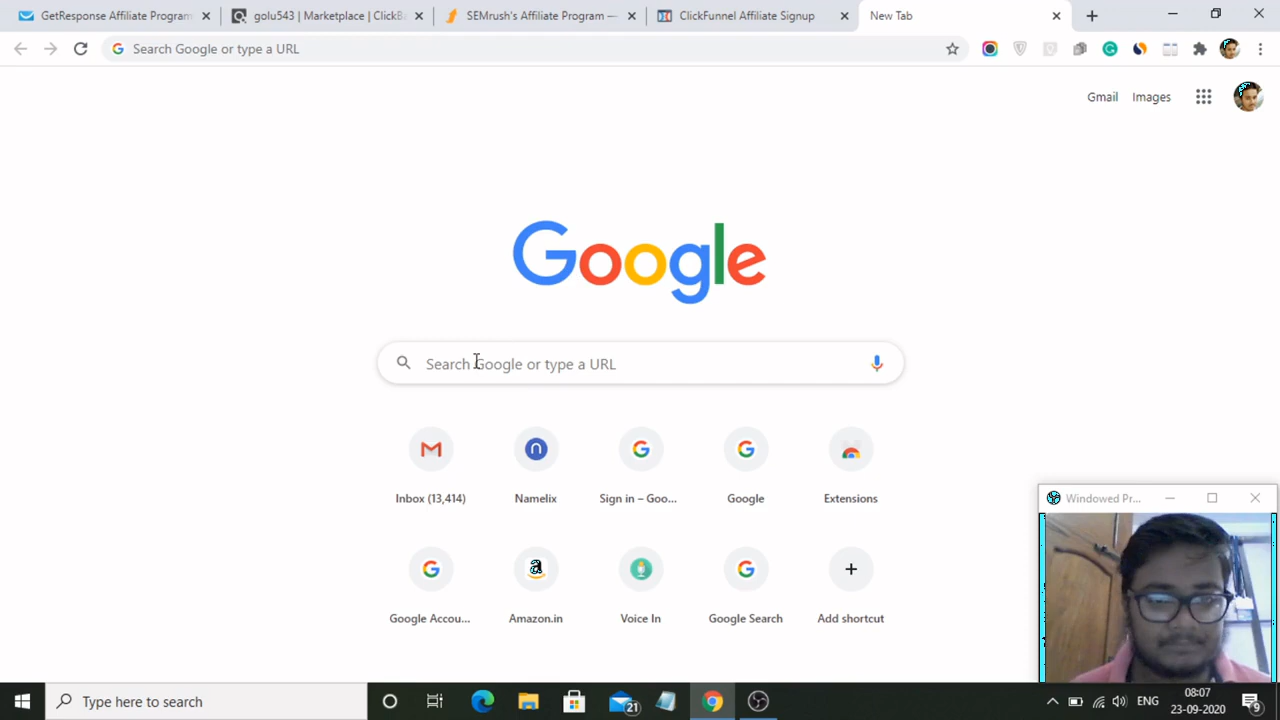 GetResponse Affiliate Program
golu543 | Marketplace | ClickBa
SEMrush's Affiliate Program —
ClickFunnel Affiliate Signup
New Tab
Search Google or type a URL
Gmail
Images
Google
Search Google or type a URL
Inbox (13,414)
Namelix
Sign in – Goo...
Google
Extensions
Google Accou...
Amazon.in
Voice In
Google Search
Add shortcut
Windowed Pr...
Type here to search
21
ENG
08:07
23-09-2020
9